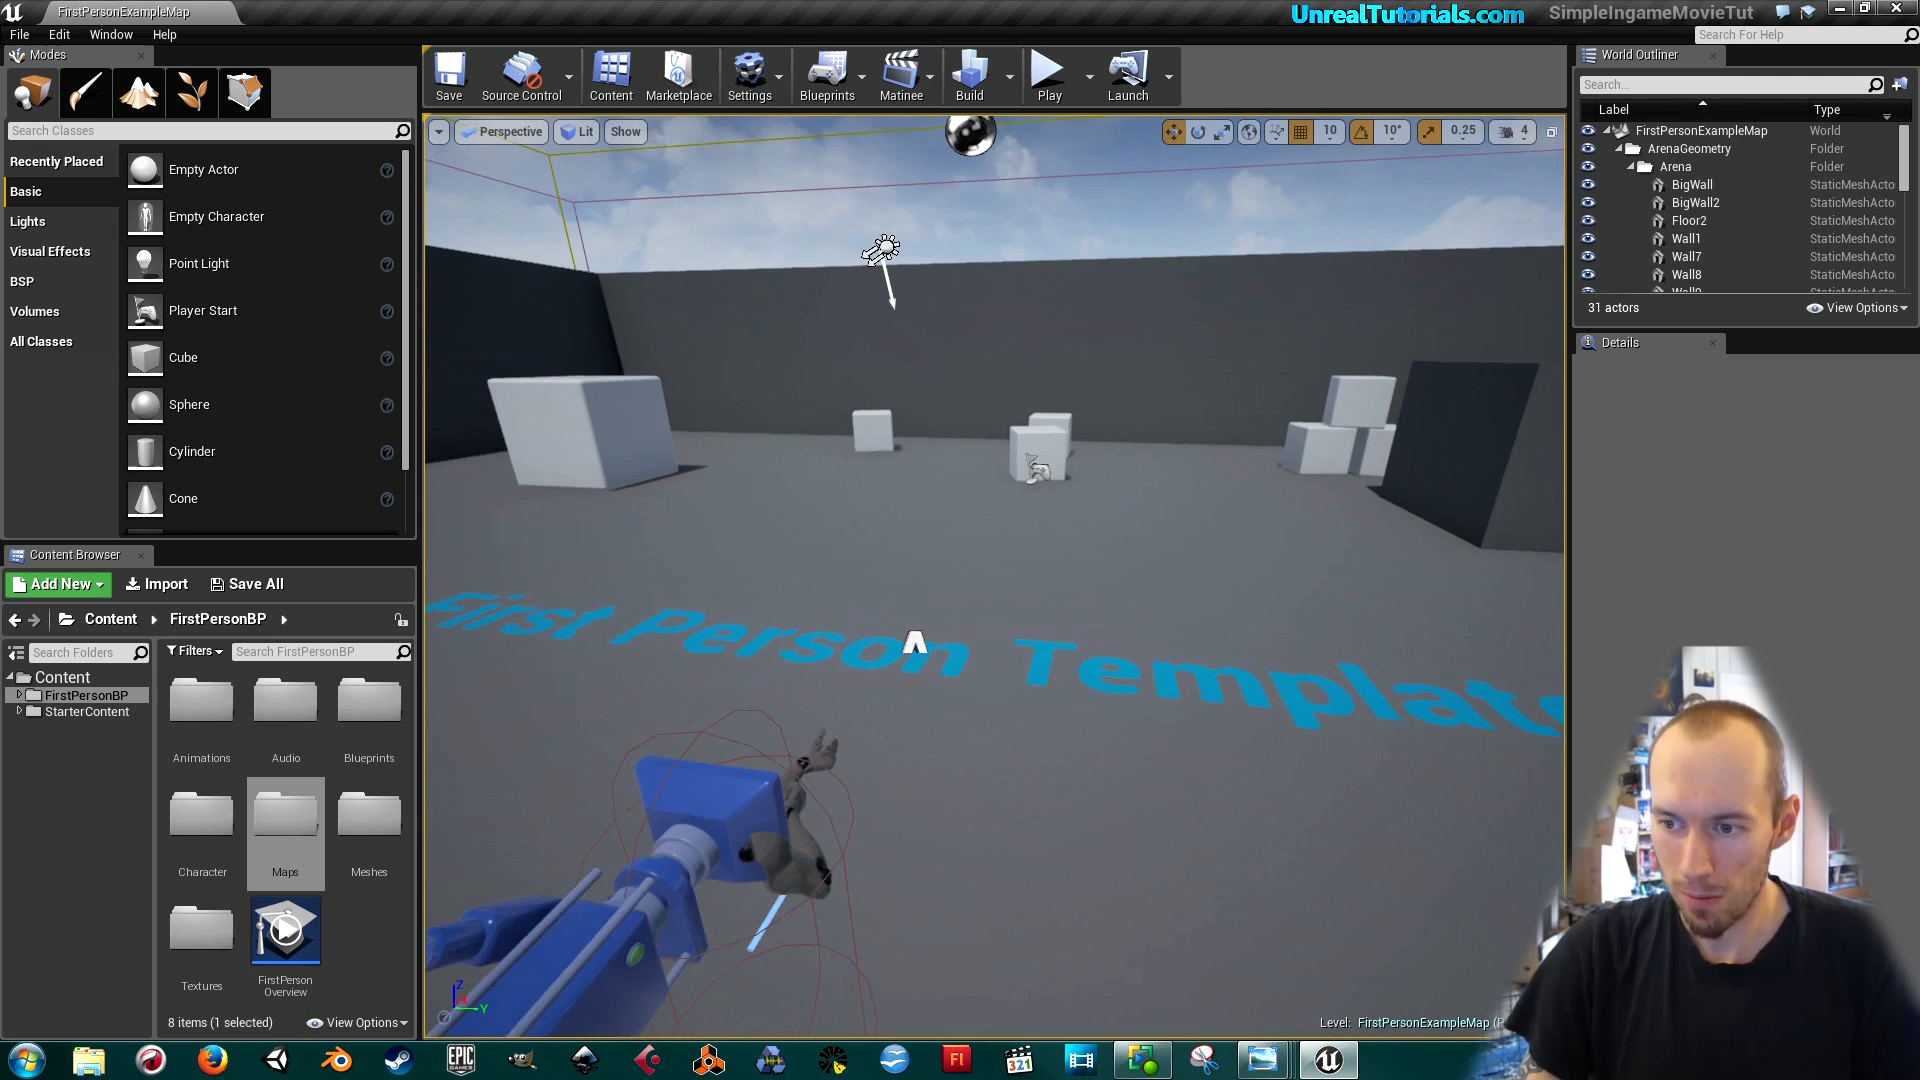 FirstPersonExampleMap
UnrealTutorials.com
SimpleIngameMovieTut
File Edit Window Help
Search For Help
Modes
Search Classes
Recently Placed
Basic
Lights
Visual Effects
BSP
Volumes
All Classes
Empty Actor
Empty Character
Point Light
Player Start
Cube
Sphere
Cylinder
Cone
Save
Source Control
Content
Marketplace
Settings
Blueprints
Matinee
Build
Play
Launch
Perspective
Lit
Show
10
10°
0.25
4
First Person Template
Z
X
Y
Level: FirstPersonExampleMap (P
World Outliner
Search...
Label Type
FirstPersonExampleMap World
ArenaGeometry Folder
Arena Folder
BigWall StaticMeshActo
BigWall2 StaticMeshActo
Floor2 StaticMeshActo
Wall1 StaticMeshActo
Wall7 StaticMeshActo
Wall8 StaticMeshActo
31 actors
View Options
Details
Content Browser
Add New
Import
Save All
Content
FirstPersonBP
Search Folders
Filters
Search FirstPersonBP
Content
FirstPersonBP
StarterContent
Animations
Audio
Blueprints
Character
Maps
Meshes
Textures
FirstPerson
Overview
8 items (1 selected)
View Options
EPIC
GAMES
Fl
321